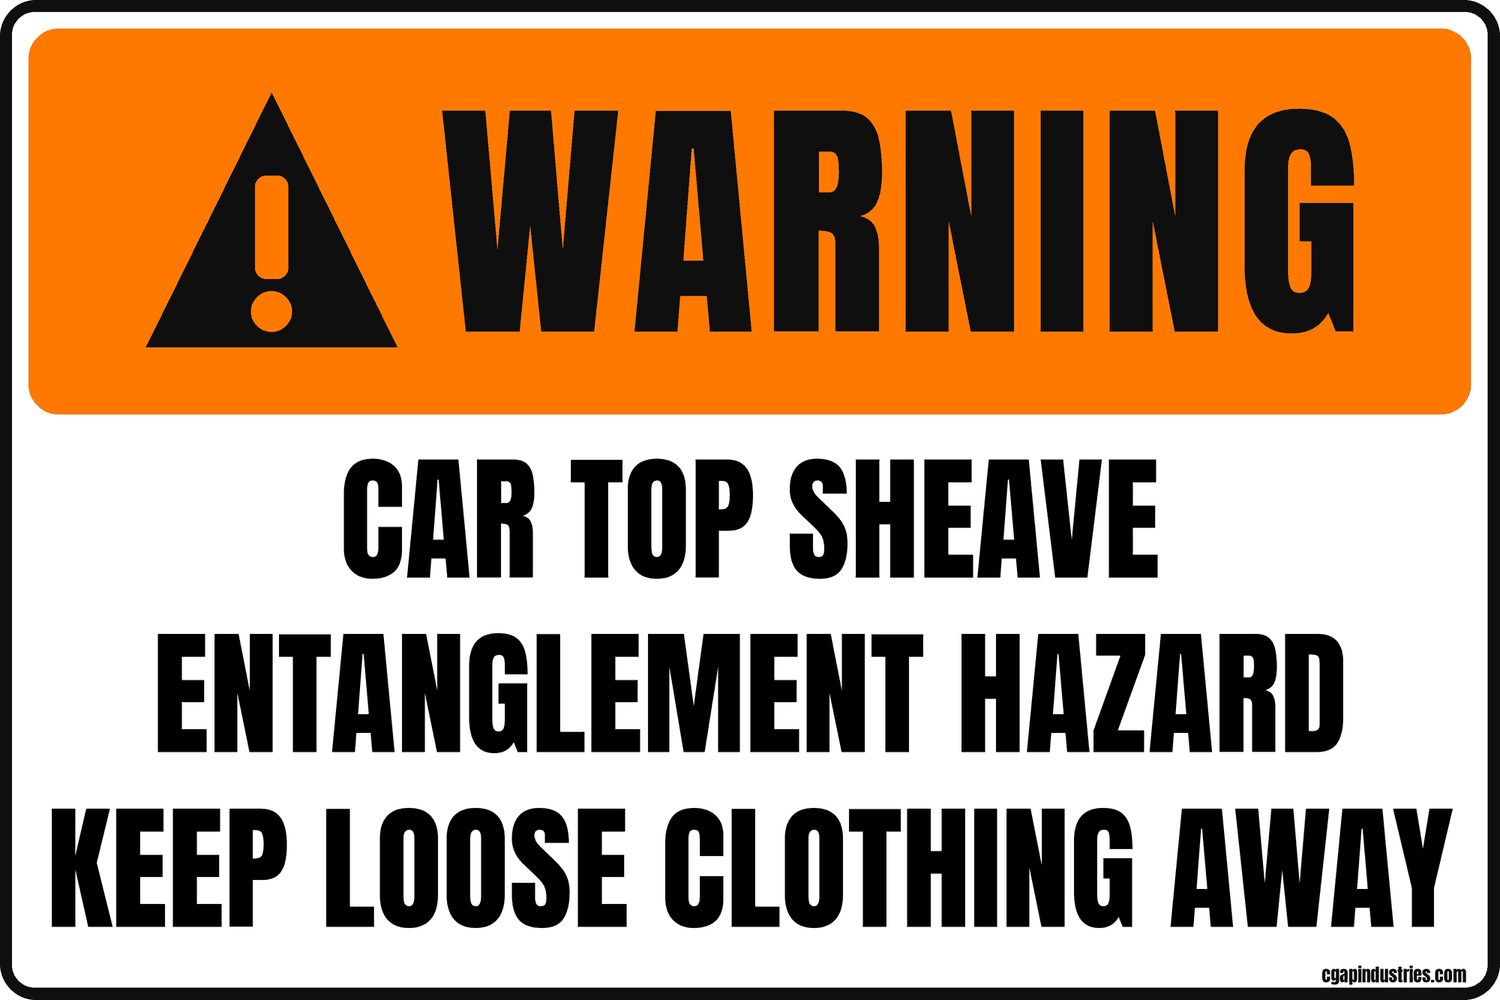 WARNING
CAR TOP SHEAVE
ENTANGLEMENT HAZARD
KEEP LOOSE CLOTHING AWAY
cgapindustries.com